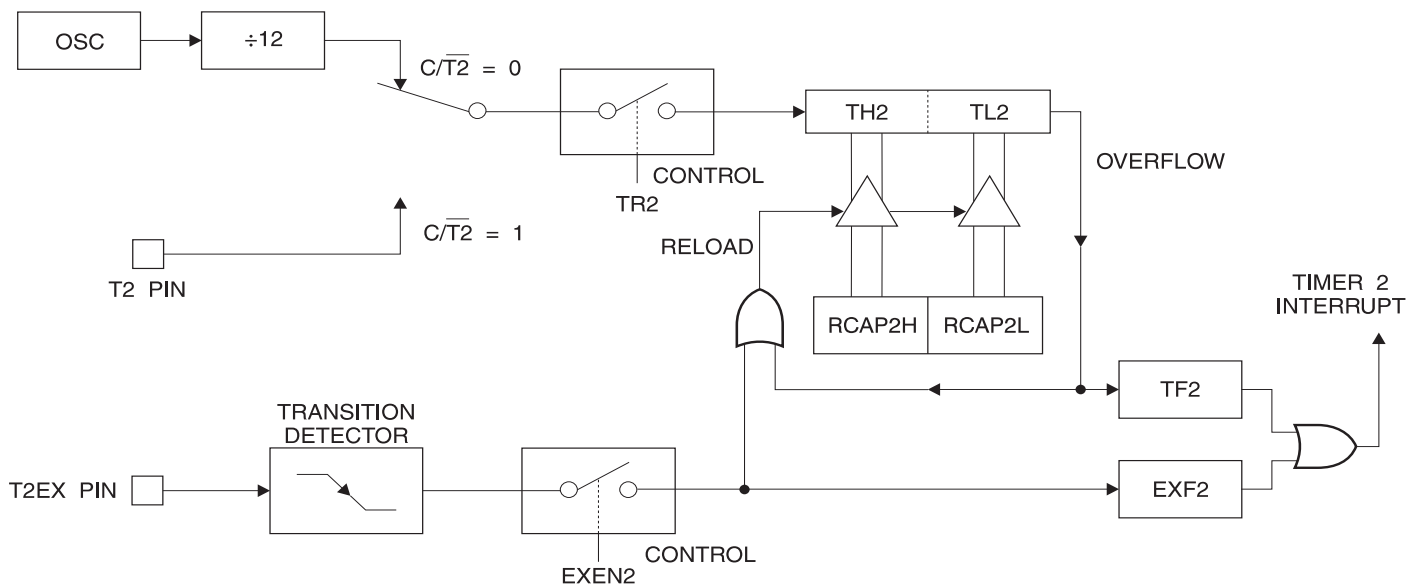 OSC
÷12
C/T2 = 0
TH2
TL2
OVERFLOW
CONTROL
TR2
C/T2 = 1
RELOAD
T2 PIN
TIMER 2
INTERRUPT
RCAP2H
RCAP2L
TF2
TRANSITION
DETECTOR
T2EX PIN
EXF2
CONTROL
EXEN2